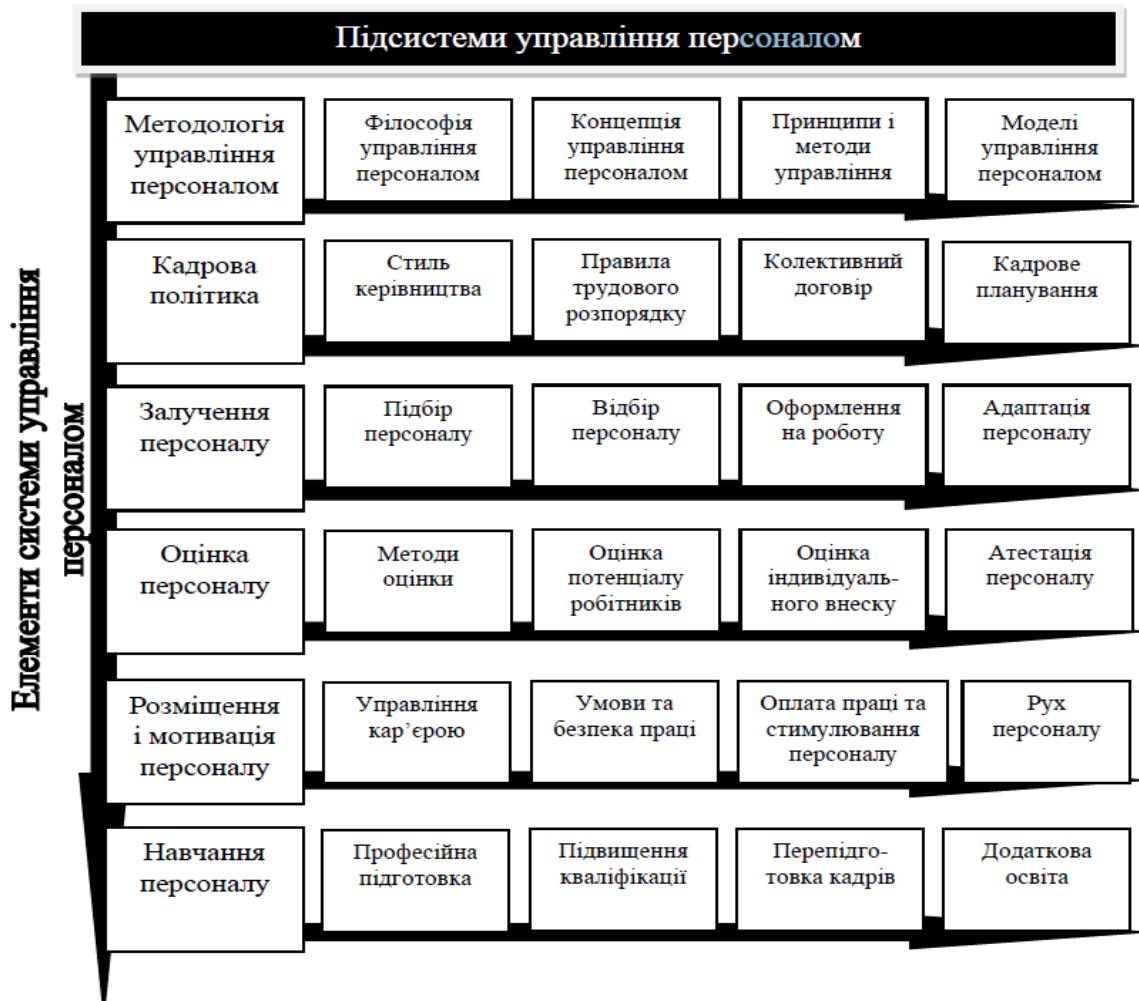 Підсистеми управління персоналом
Елементи системи управління
персоналом
Методологія
управління
персоналом
Філософія
управління
персоналом
Концепція
управління
персоналом
Принципи і
методи
управління
Моделі
управління
персоналом
Кадрова
політика
Стиль
керівництва
Правила
трудового
розпорядку
Колективний
договір
Кадрове
планування
Залучення
персоналу
Підбір
персоналу
Відбір
персоналу
Оформлення
на роботу
Адаптація
персоналу
Оцінка
персоналу
Методи
оцінки
Оцінка
потенціалу
робітників
Оцінка
індивідуаль-
ного внеску
Атестація
персоналу
Розміщення
і мотивація
персоналу
Управління
кар’єрою
Умови та
безпека праці
Оплата праці та
стимулювання
персоналу
Рух
персоналу
Навчання
персоналу
Професійна
підготовка
Підвищення
кваліфікації
Перепідго-
товка кадрів
Додаткова
освіта